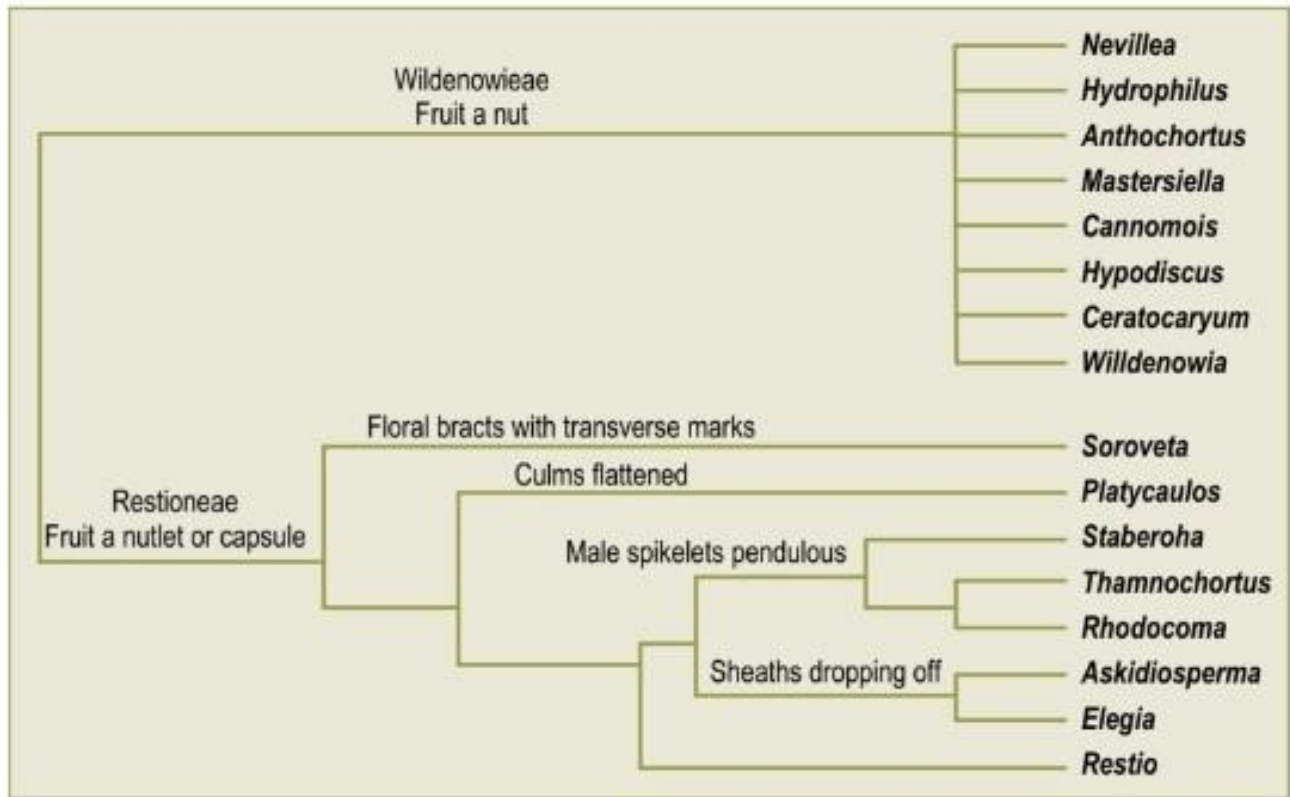 Nevillea
Wildenowieae
Hydrophilus
Fruit a nut
Anthochortus
Mastersiella
Cannomois
Hypodiscus
Ceratocaryum
Willdenowia
Floral bracts with transverse marks
Soroveta
Culms flattened
Platycaulos
Restioneae
Fruit a nutlet or capsule
Male spikelets pendulous
Staberoha
Thamnochortus
Rhodocoma
Sheaths dropping off
Askidiosperma
Elegia
Restio